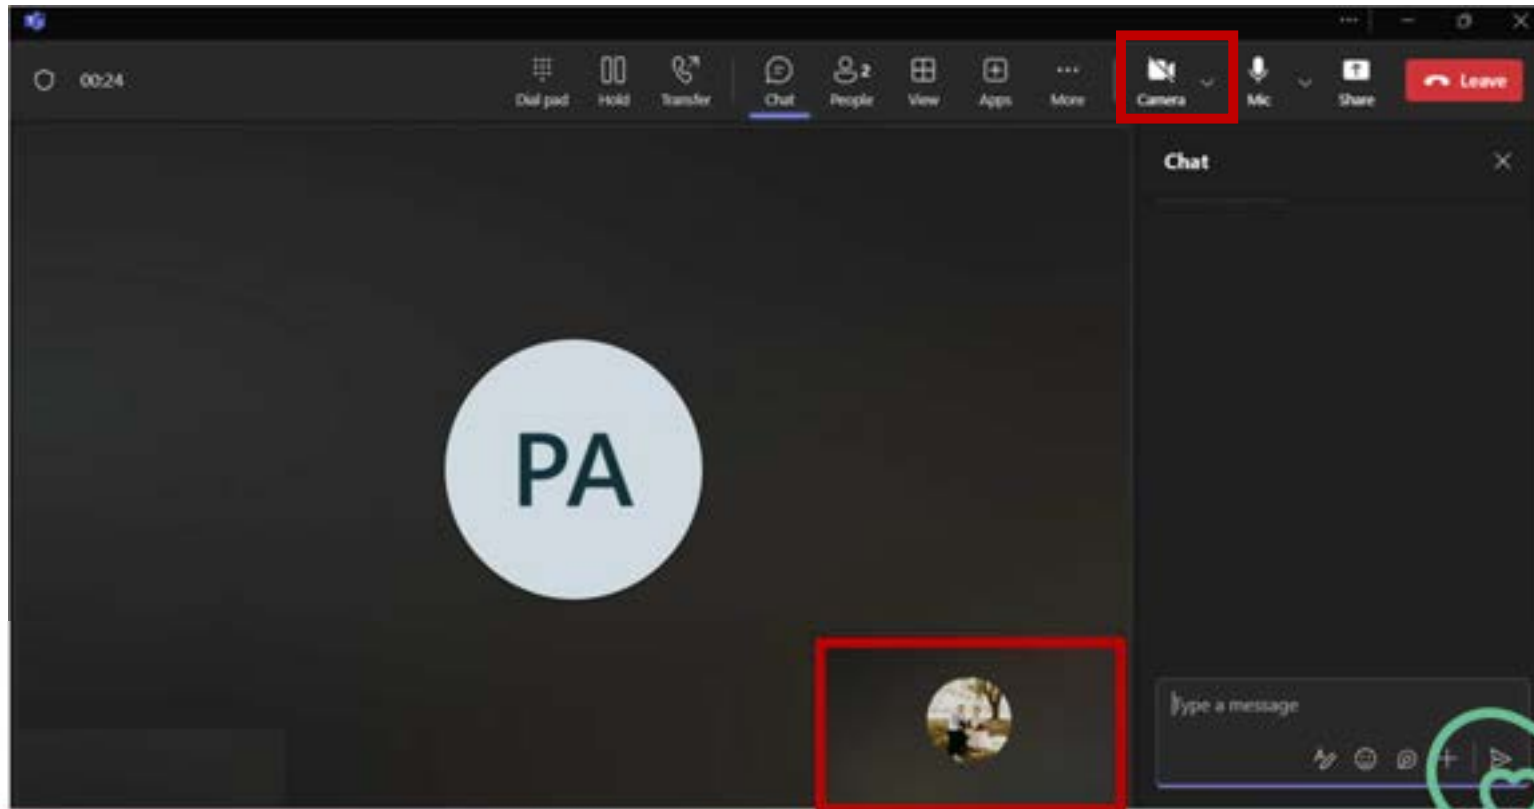 00:24
Dial pad
Hold
Transfer
Chat
2
People
View
Apps
More
Camera
Mic
Share
Leave
Chat
PA
Type a message